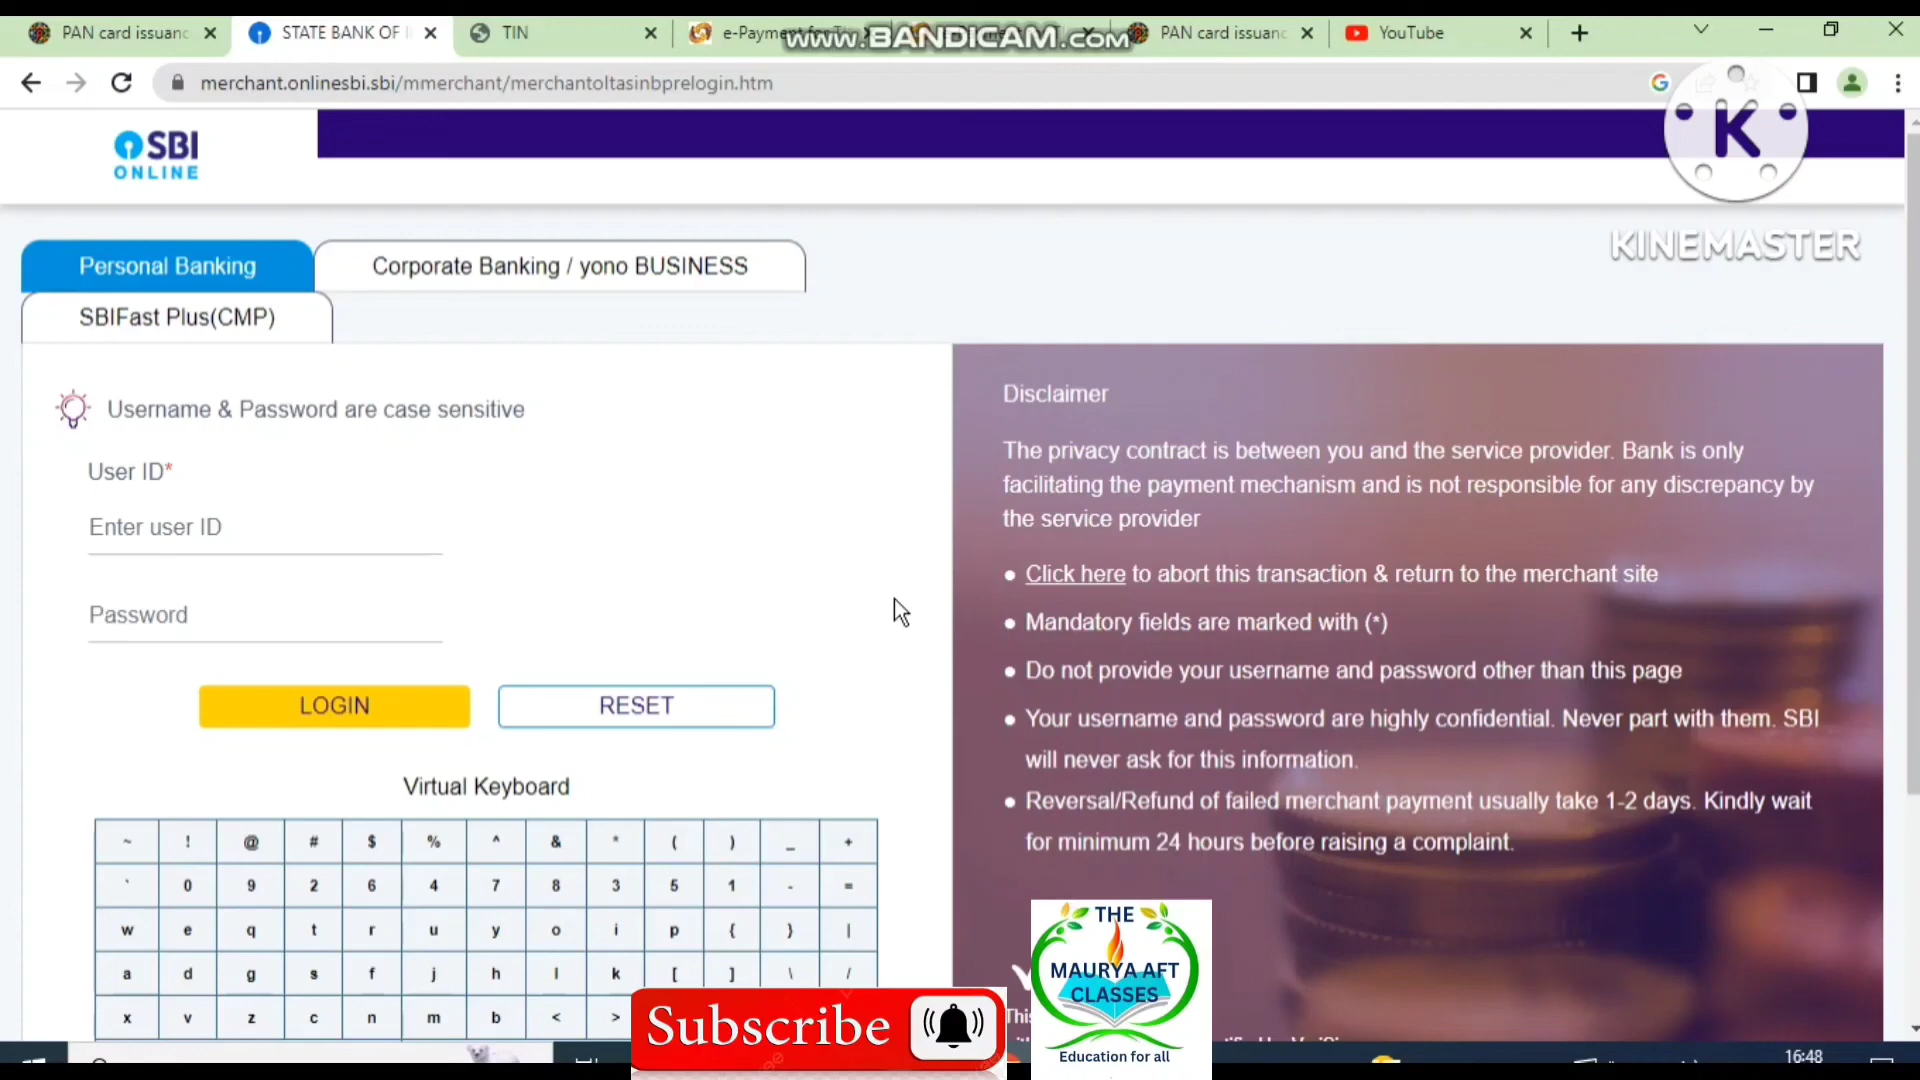 PAN card issuanc
STATE BANK OF I
TIN
e-Payment for
PAN card issuanc
YouTube
www.BANDICAM.com
merchant.onlinesbi.sbi/mmerchant/merchantoltasinbprelogin.htm
SBI
ONLINE
K
KINEMASTER
Personal Banking
Corporate Banking / yono BUSINESS
SBIFast Plus(CMP)
Username & Password are case sensitive
User ID*
Enter user ID
Password
LOGIN
RESET
Virtual Keyboard
~ ! @ # $ % ^ & * ( ) _ +
` 0 9 2 6 4 7 8 3 5 1 - =
w e q t r u y o i p { } |
a d g s f j h l k [ ] \ /
x v z c n m b < >
Disclaimer
The privacy contract is between you and the service provider. Bank is only
facilitating the payment mechanism and is not responsible for any discrepancy by
the service provider
● Click here to abort this transaction & return to the merchant site
● Mandatory fields are marked with (*)
● Do not provide your username and password other than this page
● Your username and password are highly confidential. Never part with them. SBI
will never ask for this information.
● Reversal/Refund of failed merchant payment usually take 1-2 days. Kindly wait
for minimum 24 hours before raising a complaint.
This
Subscribe
THE
MAURYA AFT
CLASSES
Education for all
16:48